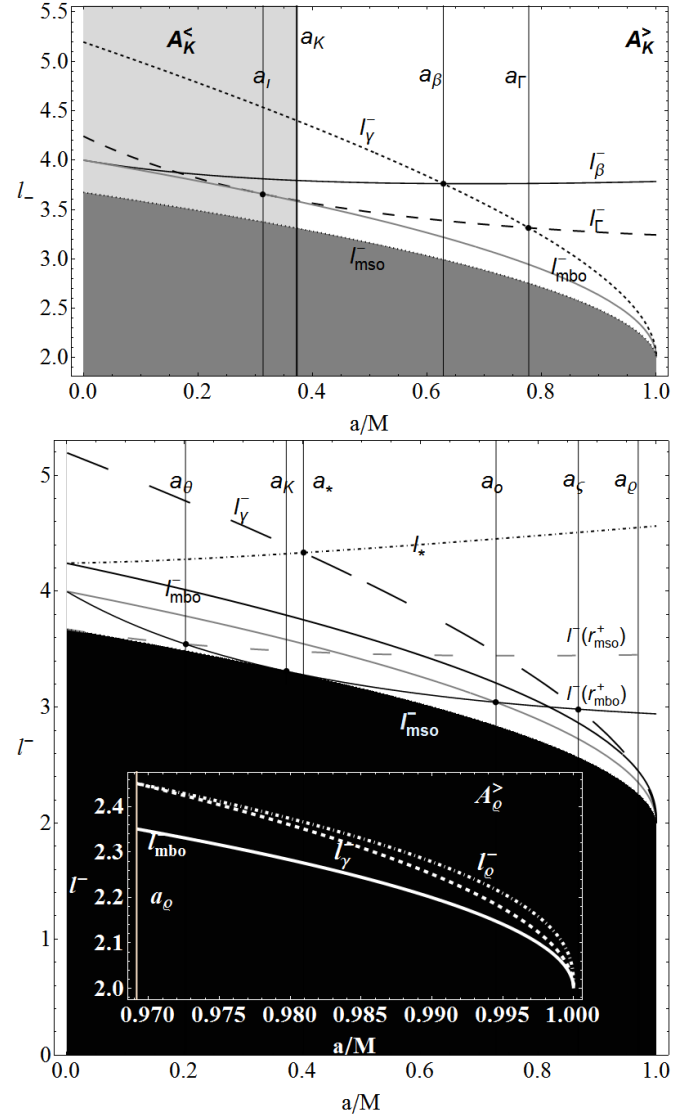 5.5
5.0
4.5
4.0
3.5
3.0
2.5
2.0
l_
A_K^<
a_K
A_K^>
a_ι
a_β
a_Γ
l_γ^-
l_β^-
l_Γ^-
l_mso^-
l_mbo^-
0.0 0.2 0.4 0.6 0.8 1.0
a/M
5
4
3
2
1
0
l^-
a_θ a_K a_* a_o a_ς a_ϱ
l_γ^-
l_*
l_mbo^-
l^-(r_mso^+)
l^-(r_mbo^+)
l_mso^-
2.4
2.3
2.2
2.1
2.0
l^-
A_ϱ^>
l_mbo^-
l_γ^-
l_ϱ^-
a_ϱ
0.970 0.975 0.980 0.985 0.990 0.995 1.000
a/M
0.0 0.2 0.4 0.6 0.8 1.0
a/M